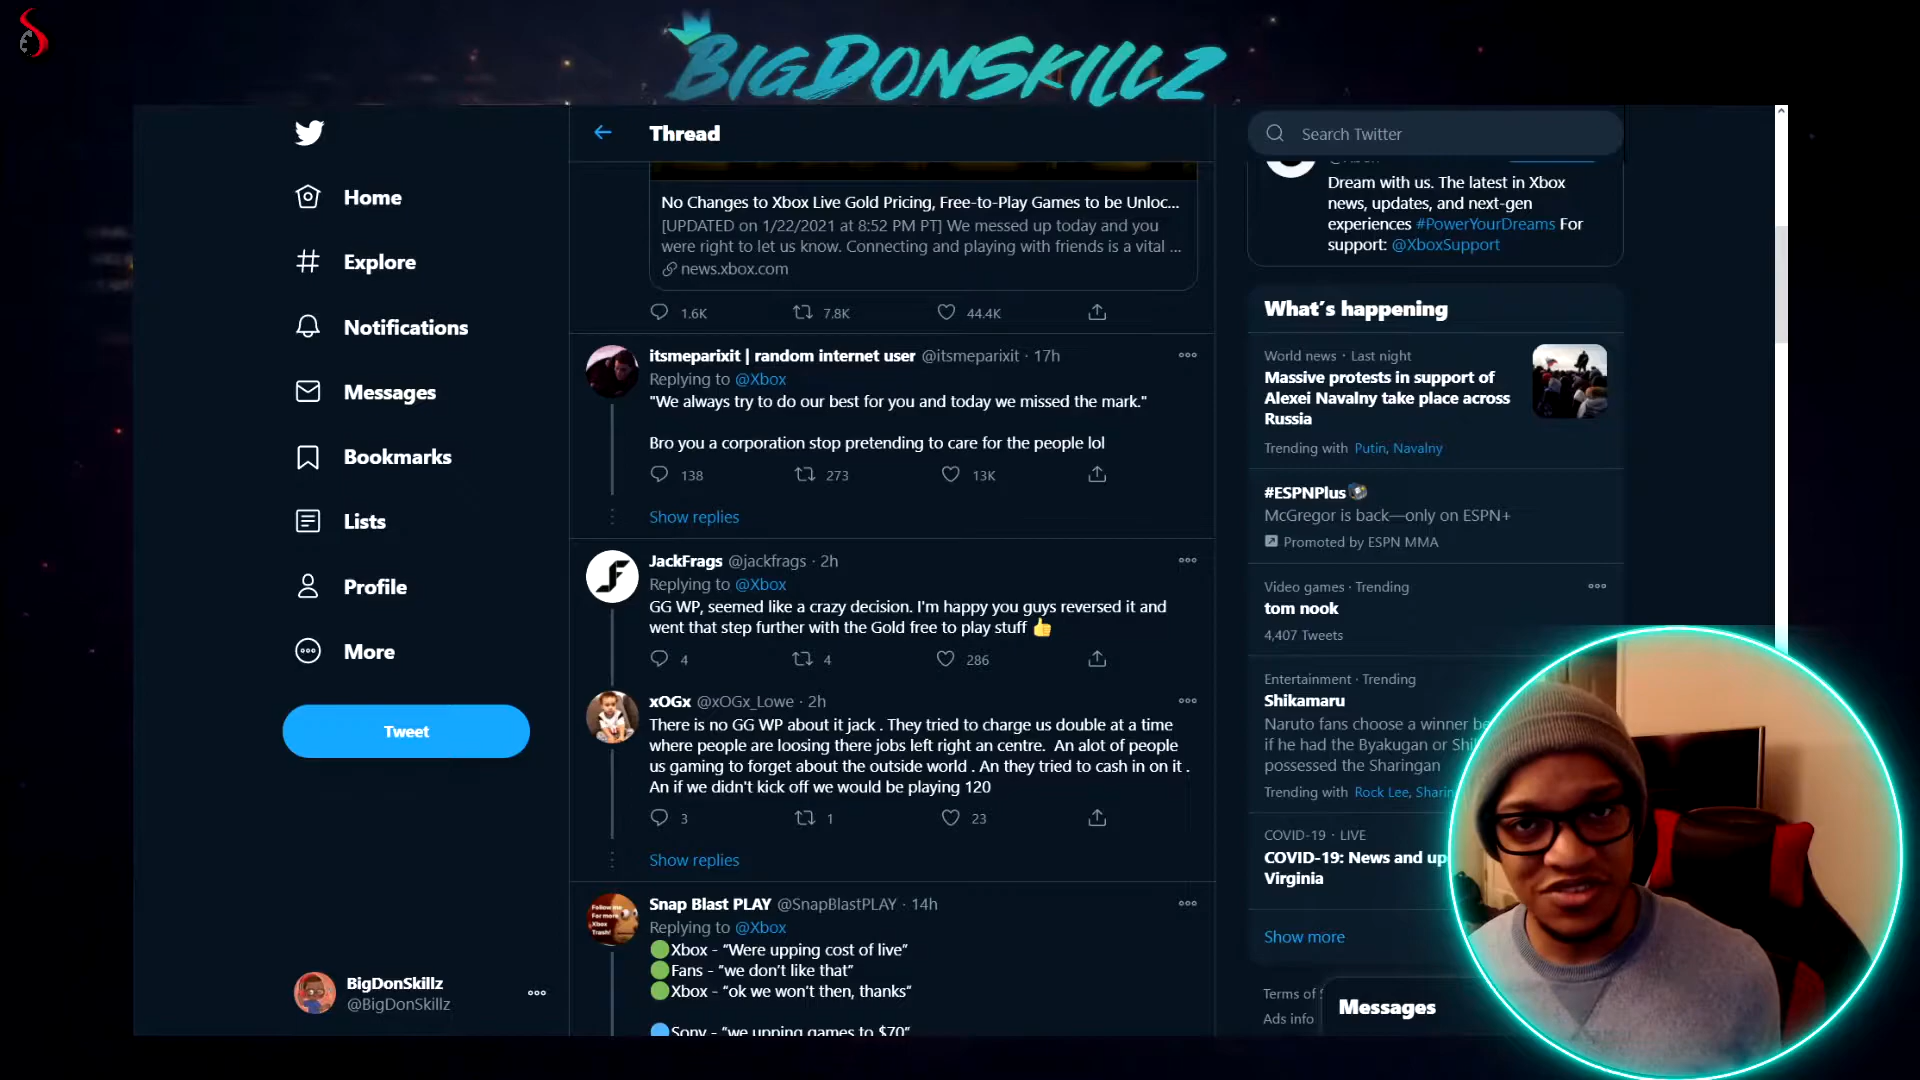 BIGDONSKILLZ
Thread
Search Twitter
Home
Explore
Notifications
Messages
Bookmarks
Lists
Profile
More
Tweet
BigDonSkillz
@BigDonSkillz
No Changes to Xbox Live Gold Pricing, Free-to-Play Games to be Unloc...
[UPDATED on 1/22/2021 at 8:52 PM PT] We messed up today and you
were right to let us know. Connecting and playing with friends is a vital ...
news.xbox.com
1.6K 7.8K 44.4K
itsmeparixit | random internet user @itsmeparixit · 17h
Replying to @Xbox
"We always try to do our best for you and today we missed the mark."
Bro you a corporation stop pretending to care for the people lol
138 273 13K
Show replies
JackFrags @jackfrags · 2h
Replying to @Xbox
GG WP, seemed like a crazy decision. I'm happy you guys reversed it and
went that step further with the Gold free to play stuff 👍
4 4 286
xOGx @xOGx_Lowe · 2h
There is no GG WP about it jack . They tried to charge us double at a time
where people are loosing there jobs left right an centre. An alot of people
us gaming to forget about the outside world . An they tried to cash in on it .
An if we didn't kick off we would be playing 120
3 1 23
Show replies
Snap Blast PLAY @SnapBlastPLAY · 14h
Replying to @Xbox
🟢Xbox - “Were upping cost of live”
🟢Fans - “we don’t like that”
🟢Xbox - “ok we won’t then, thanks”
🔵Sony - “we upping games to $70”
Dream with us. The latest in Xbox
news, updates, and next-gen
experiences #PowerYourDreams For
support: @XboxSupport
What’s happening
World news · Last night
Massive protests in support of
Alexei Navalny take place across
Russia
Trending with Putin, Navalny
#ESPNPlus
McGregor is back—only on ESPN+
Promoted by ESPN MMA
Video games · Trending
tom nook
4,407 Tweets
Entertainment · Trending
Shikamaru
Naruto fans choose a winner
if he had the Byakugan or
possessed the Sharingan
Trending with Rock Lee,
COVID-19 · LIVE
COVID-19: News and
Virginia
Show more
Terms of
Ads info
Messages